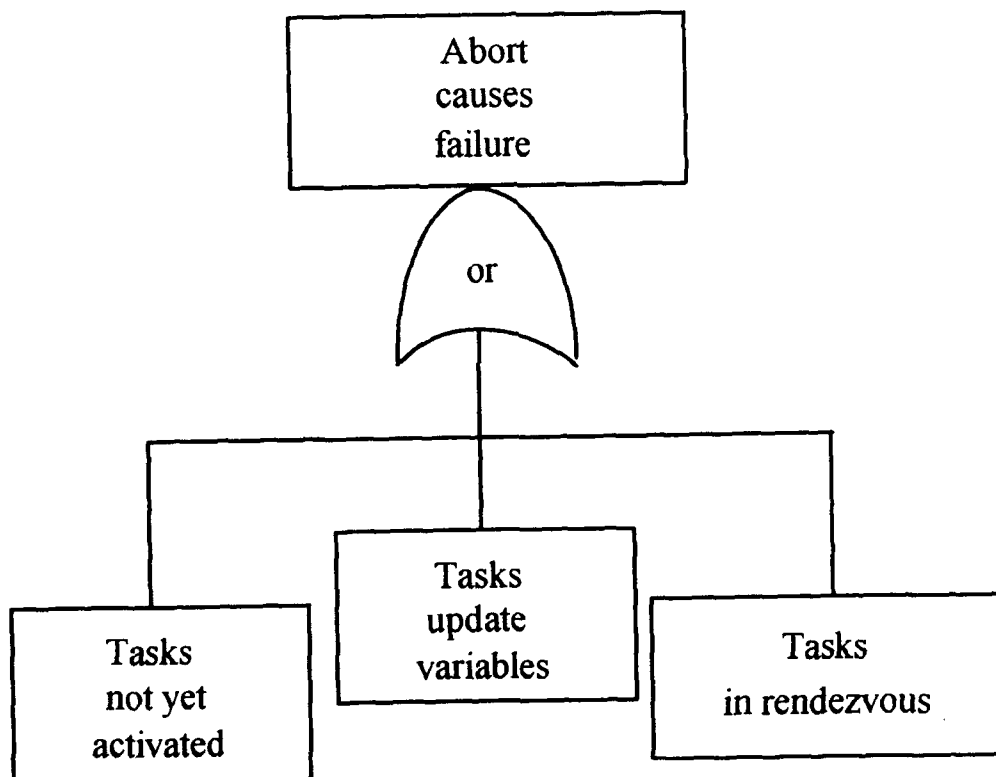 Abort
causes
failure
or
Tasks
not yet
activated
Tasks
update
variables
Tasks
in rendezvous